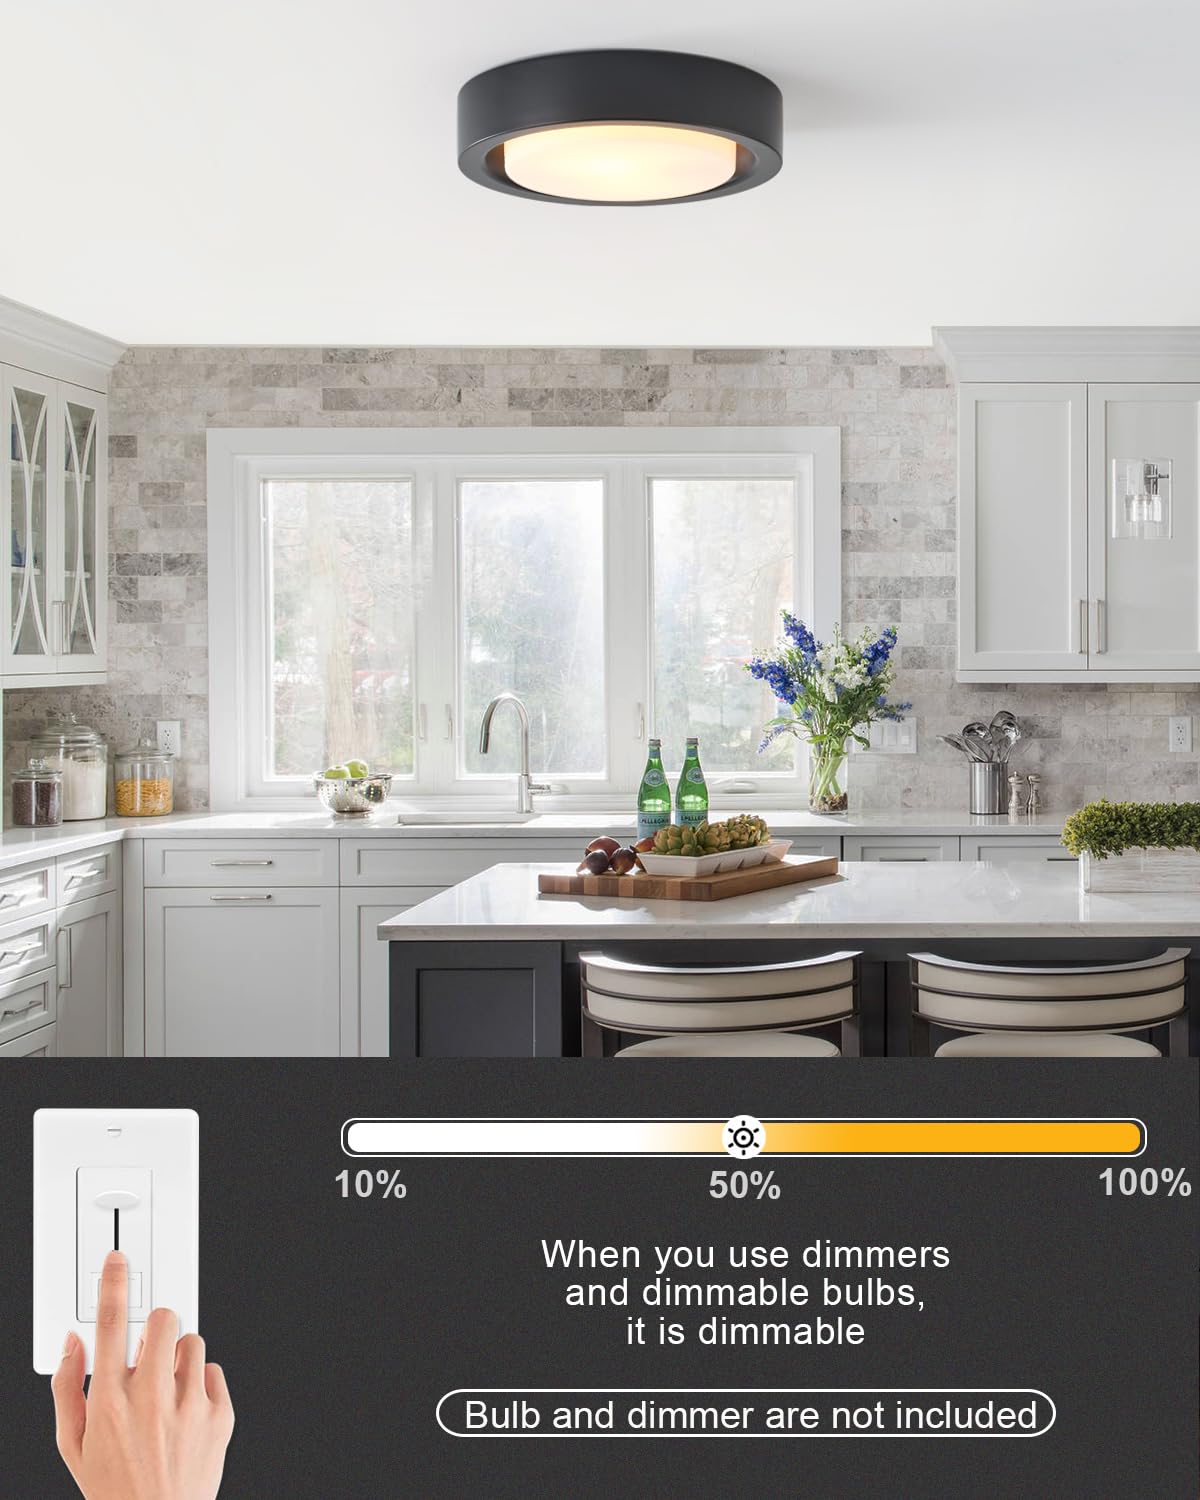 S.PELLEGRINO
10%
50%
100%
When you use dimmers
and dimmable bulbs,
it is dimmable
Bulb and dimmer are not included